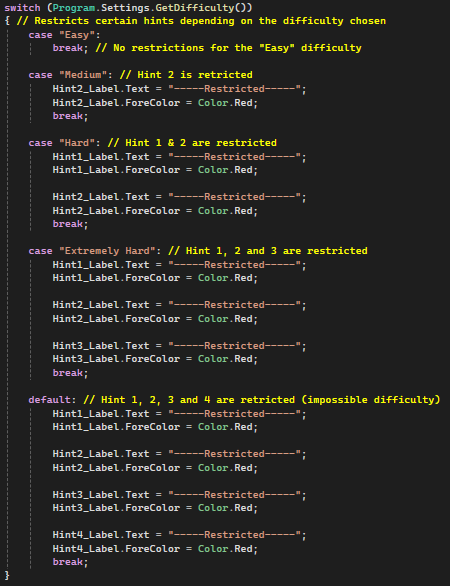 switch (Program.Settings.GetDifficulty())
{ // Restricts certain hints depending on the difficulty chosen
case "Easy":
break; // No restrictions for the "Easy" difficulty
case "Medium": // Hint 2 is retricted
Hint2_Label.Text = "-----Restricted-----";
Hint2_Label.ForeColor = Color.Red;
break;
case "Hard": // Hint 1 & 2 are restricted
Hint1_Label.Text = "-----Restricted-----";
Hint1_Label.ForeColor = Color.Red;
Hint2_Label.Text = "-----Restricted-----";
Hint2_Label.ForeColor = Color.Red;
break;
case "Extremely Hard": // Hint 1, 2 and 3 are restricted
Hint1_Label.Text = "-----Restricted-----";
Hint1_Label.ForeColor = Color.Red;
Hint2_Label.Text = "-----Restricted-----";
Hint2_Label.ForeColor = Color.Red;
Hint3_Label.Text = "-----Restricted-----";
Hint3_Label.ForeColor = Color.Red;
break;
default: // Hint 1, 2, 3 and 4 are retricted (impossible difficulty)
Hint1_Label.Text = "-----Restricted-----";
Hint1_Label.ForeColor = Color.Red;
Hint2_Label.Text = "-----Restricted-----";
Hint2_Label.ForeColor = Color.Red;
Hint3_Label.Text = "-----Restricted-----";
Hint3_Label.ForeColor = Color.Red;
Hint4_Label.Text = "-----Restricted-----";
Hint4_Label.ForeColor = Color.Red;
break;
}